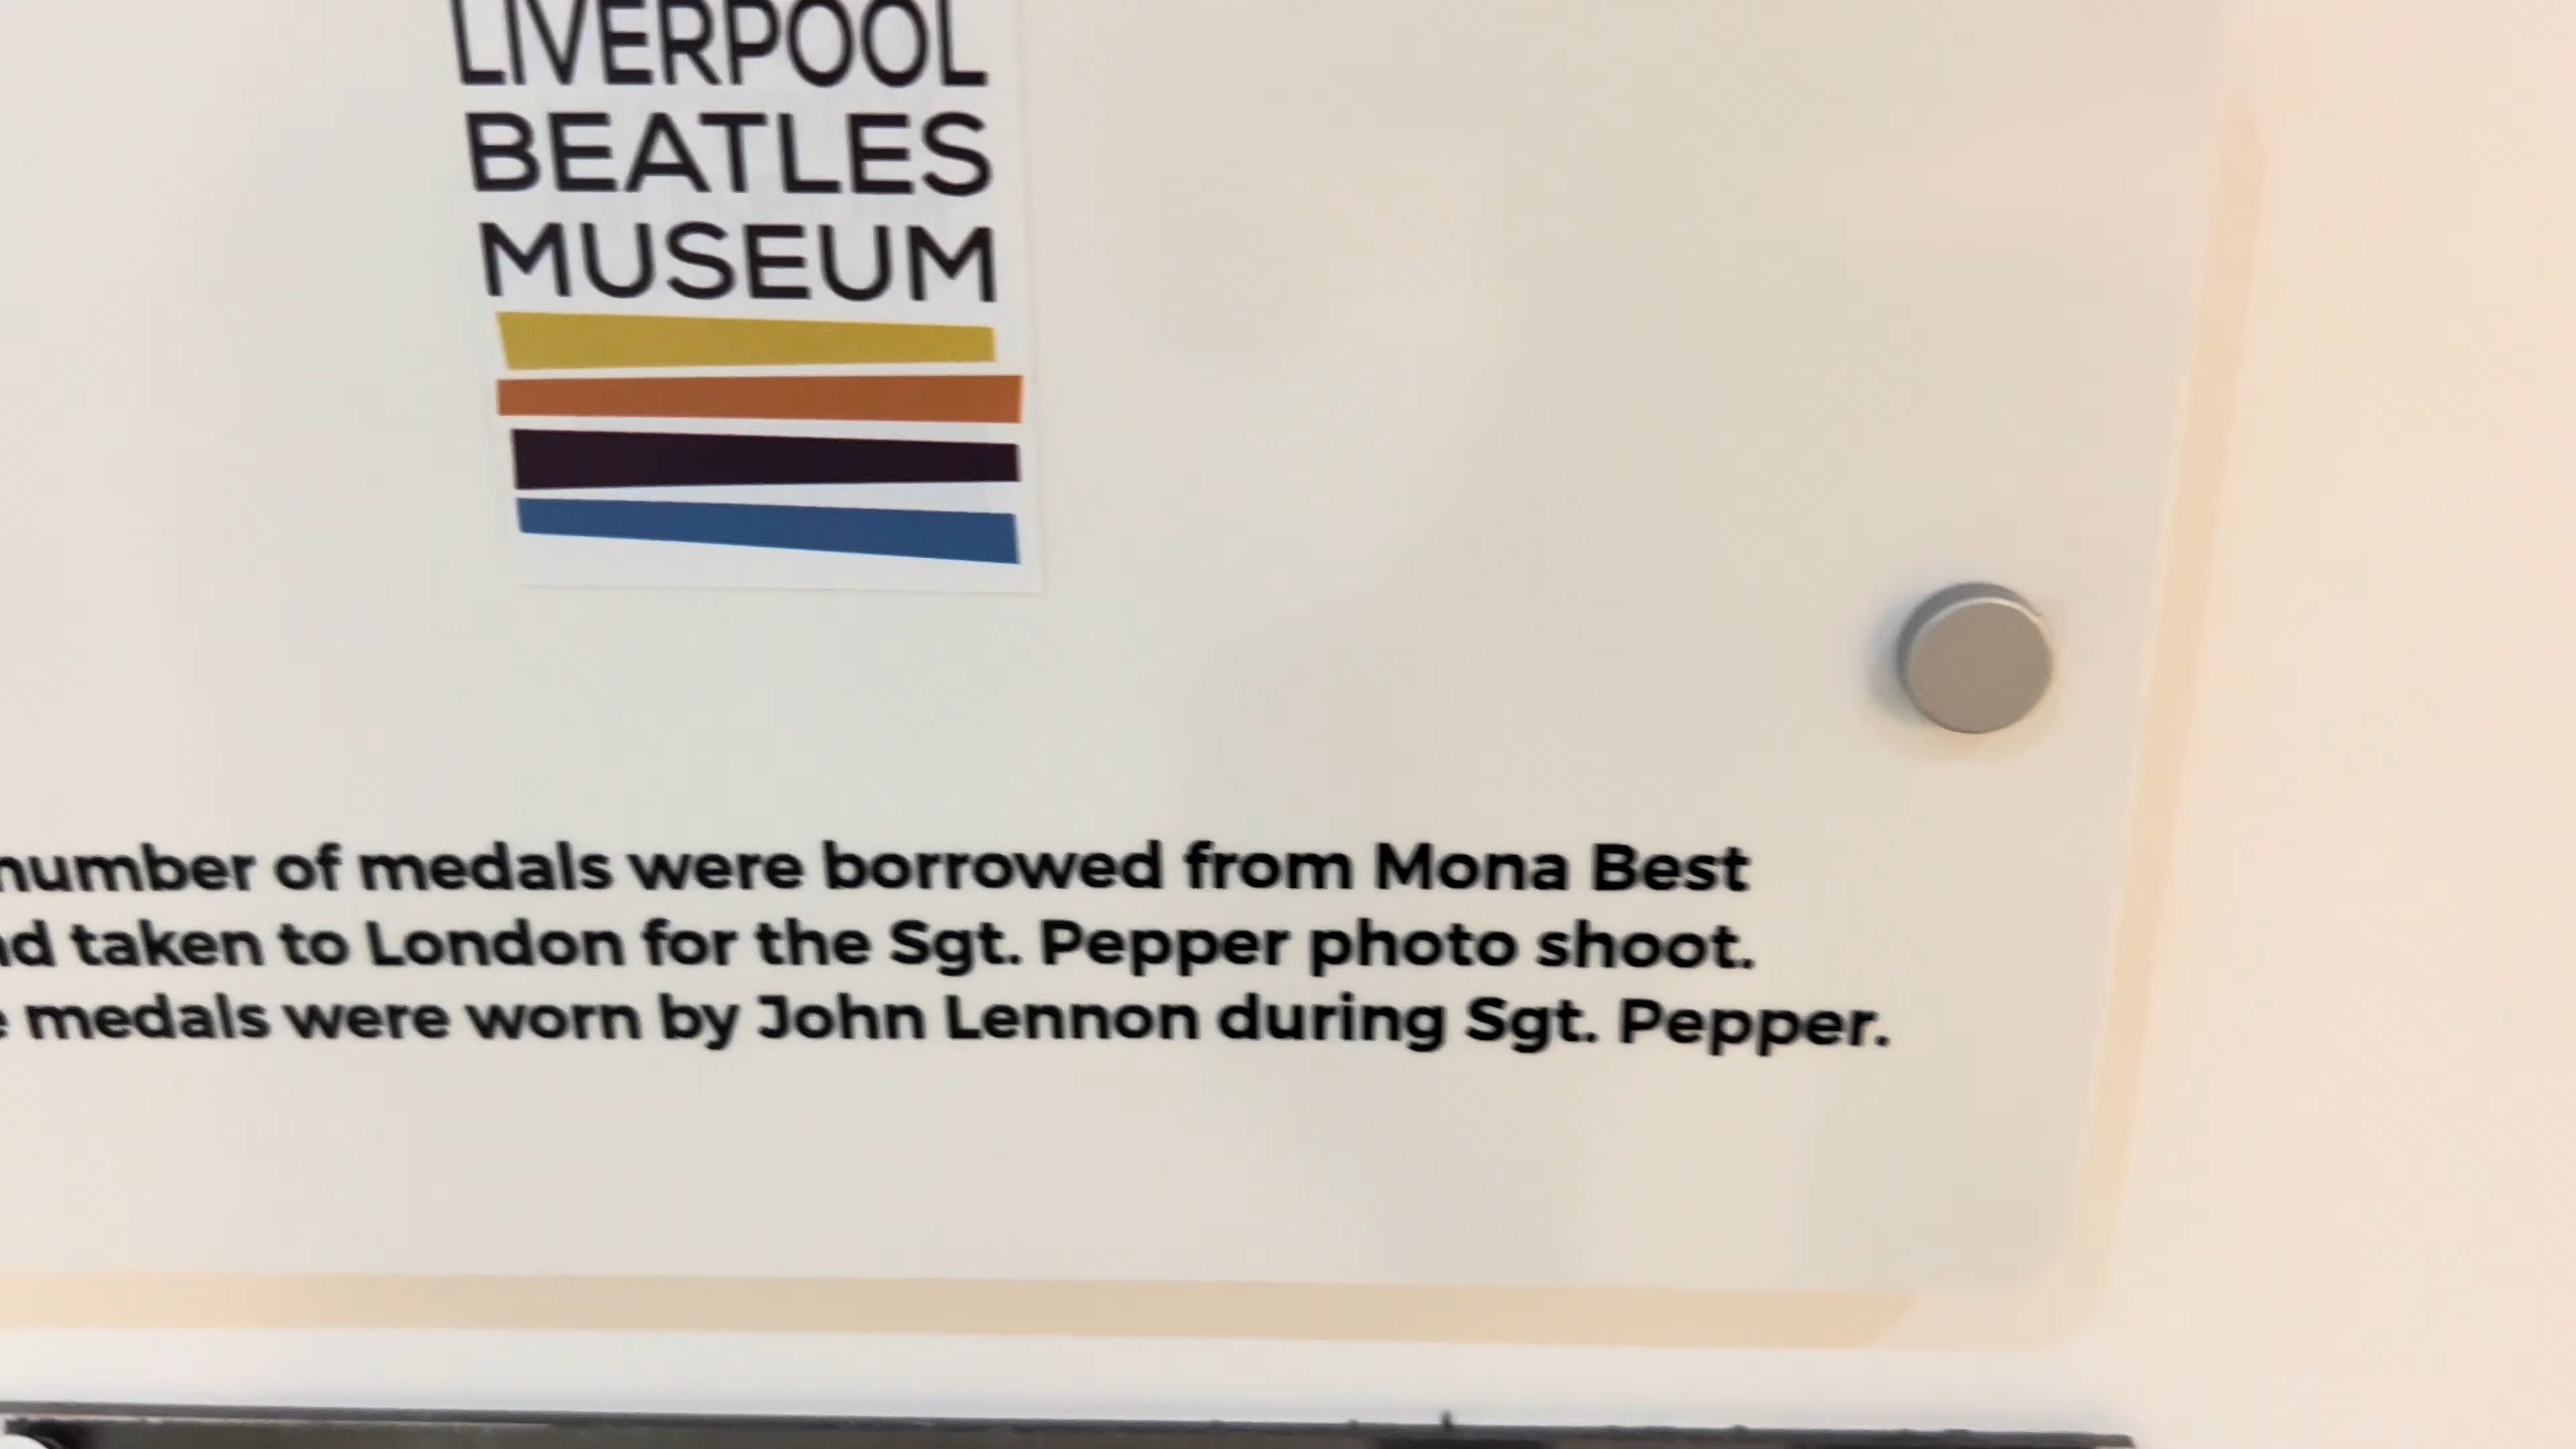 LIVERPOOL
BEATLES
MUSEUM
number of medals were borrowed from Mona Best
taken to London for the Sgt. Pepper photo shoot.
medals were worn by John Lennon during Sgt. Pepper.